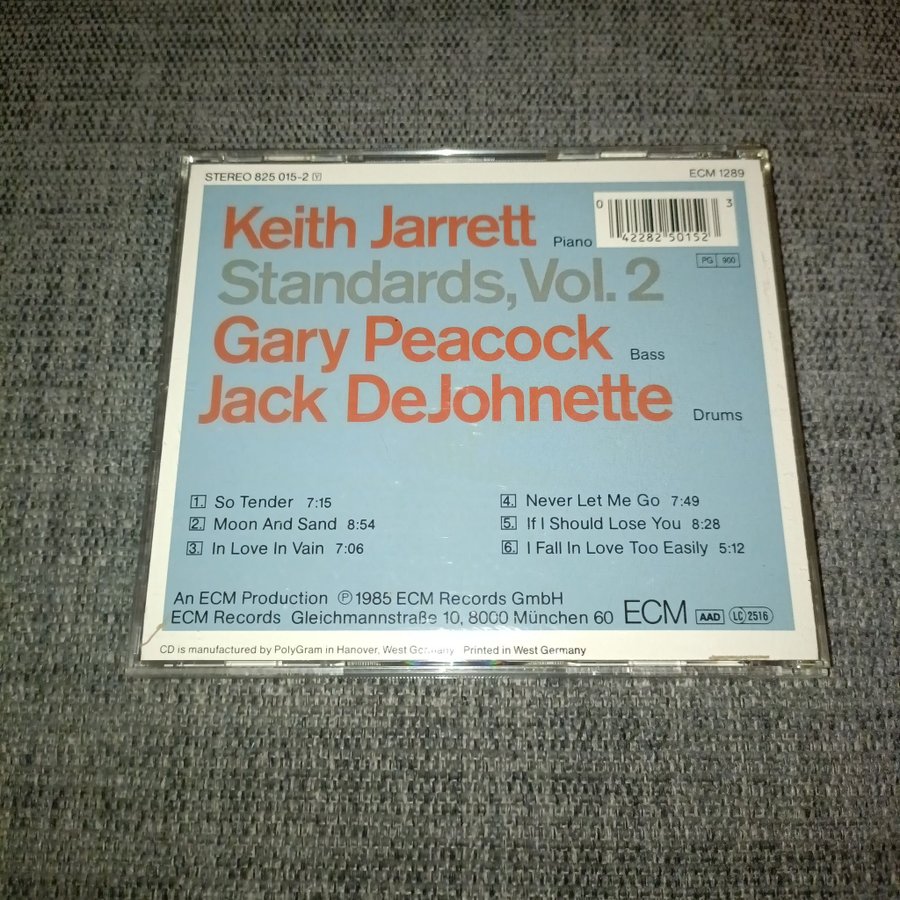 STEREO 825 015-2 Y
ECM 1289
Keith Jarrett Piano
0 42282 50152 3
PG 900
Standards, Vol. 2
Gary Peacock Bass
Jack DeJohnette Drums
1. So Tender 7:15
2. Moon And Sand 8:54
3. In Love In Vain 7:06
4. Never Let Me Go 7:49
5. If I Should Lose You 8:28
6. I Fall In Love Too Easily 5:12
An ECM Production ℗ 1985 ECM Records GmbH
ECM Records Gleichmannstraße 10, 8000 München 60 ECM AAD LC 2516
CD is manufactured by PolyGram in Hanover, West Germany Printed in West Germany